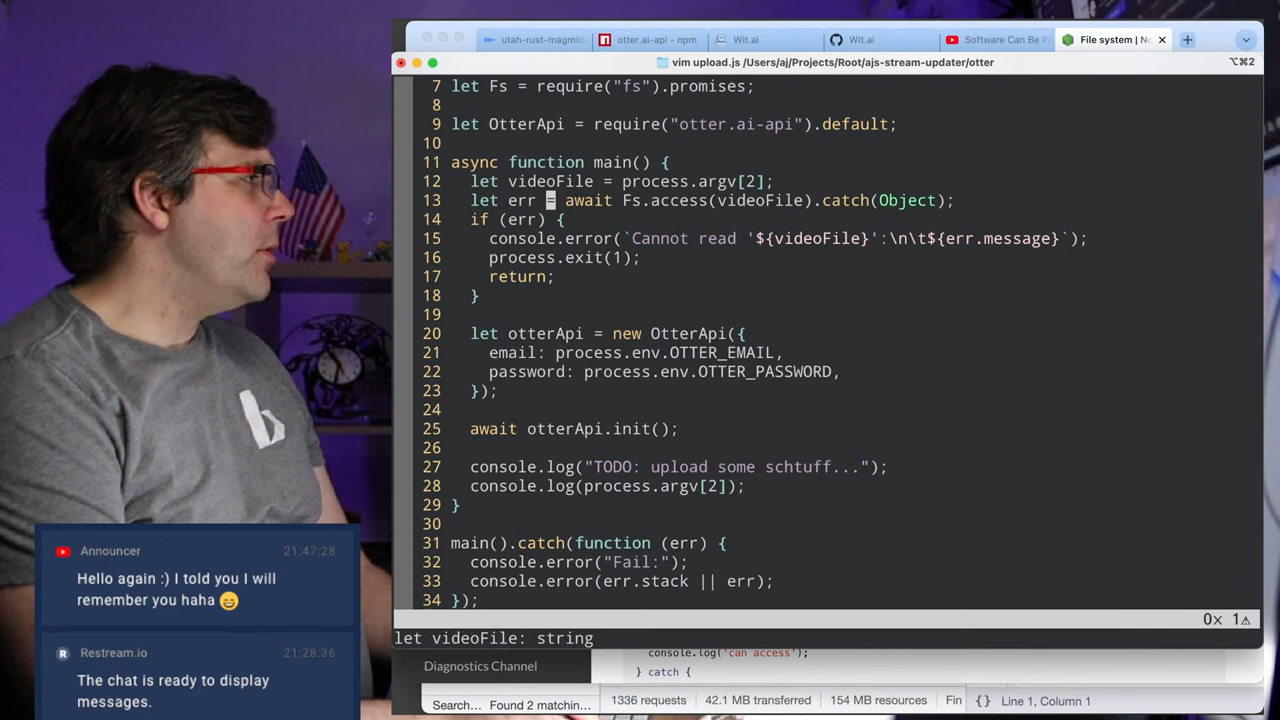 utah-rust-magmid
otter.ai-api - npm
Wit.ai
Wit.ai
Software Can Be P
File system | No
vim upload.js /Users/aj/Projects/Root/ajs-stream-updater/otter
⌥⌘2
7 let Fs = require("fs").promises;
8
9 let OtterApi = require("otter.ai-api").default;
10
11 async function main() {
12 let videoFile = process.argv[2];
13 let err = await Fs.access(videoFile).catch(Object);
14 if (err) {
15 console.error(`Cannot read '${videoFile}':\n\t${err.message}`);
16 process.exit(1);
17 return;
18 }
19
20 let otterApi = new OtterApi({
21 email: process.env.OTTER_EMAIL,
22 password: process.env.OTTER_PASSWORD,
23 });
24
25 await otterApi.init();
26
27 console.log("TODO: upload some schtuff...");
28 console.log(process.argv[2]);
29 }
30
31 main().catch(function (err) {
32 console.error("Fail:");
33 console.error(err.stack || err);
34 });
0× 1⚠
let videoFile: string
console.log('can access');
Diagnostics Channel
} catch {
Search... Found 2 matchin...
1336 requests 42.1 MB transferred 154 MB resources Fin
{} Line 1, Column 1
Announcer 21:47:28
Hello again :) I told you I will
remember you haha 😄
Restream.io 21:28:36
The chat is ready to display
messages.